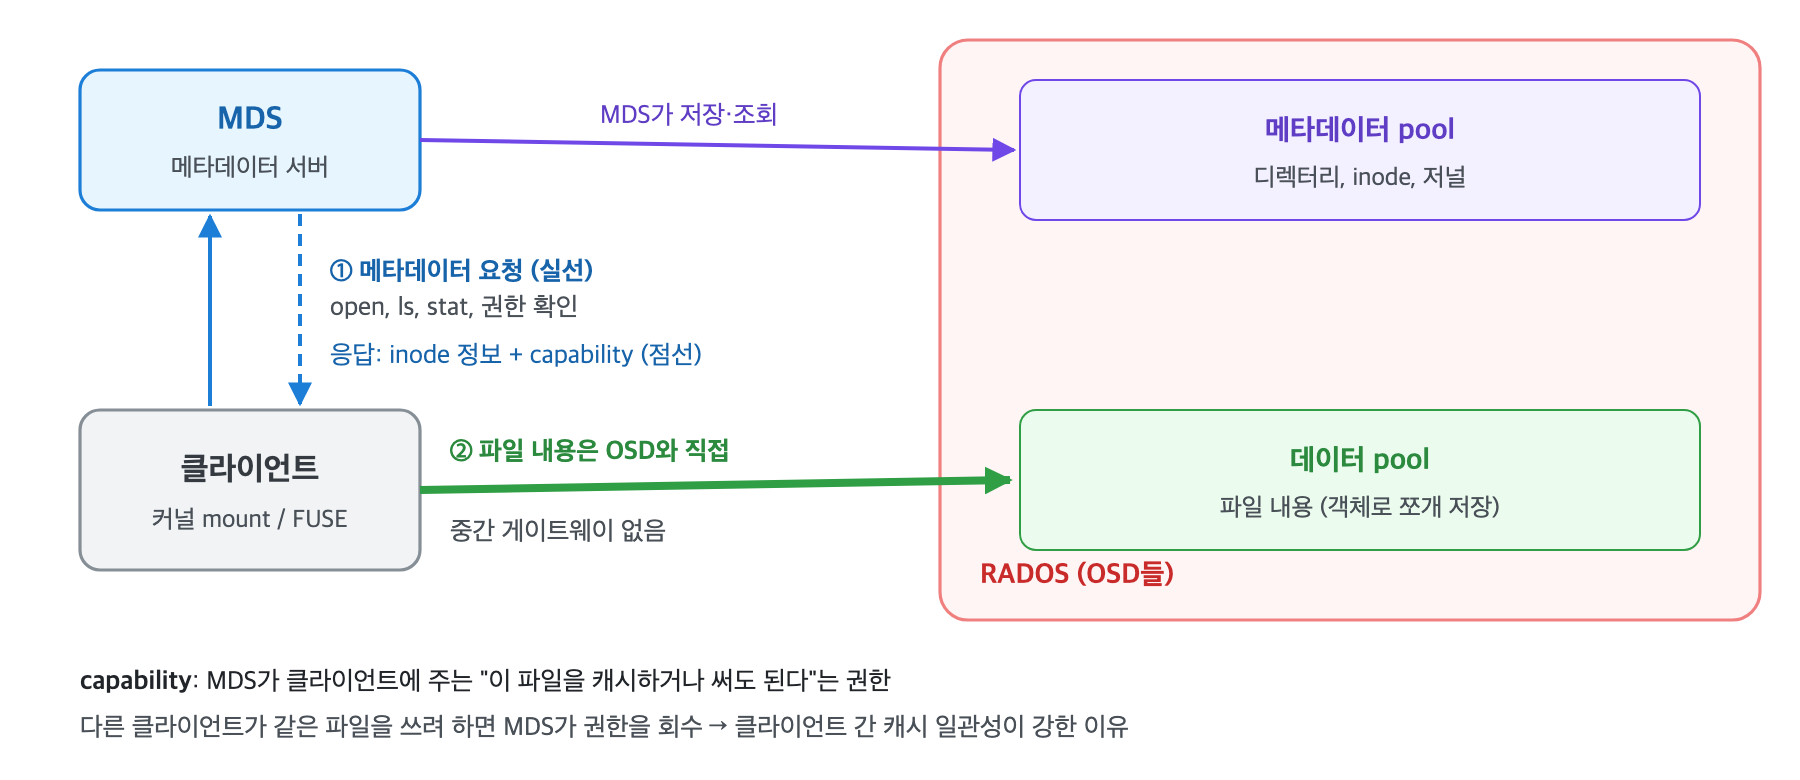 MDS
메타데이터 서버
MDS가 저장·조회
메타데이터 pool
디렉터리, inode, 저널
① 메타데이터 요청 (실선)
open, ls, stat, 권한 확인
응답: inode 정보 + capability (점선)
클라이언트
커널 mount / FUSE
② 파일 내용은 OSD와 직접
중간 게이트웨이 없음
데이터 pool
파일 내용 (객체로 쪼개 저장)
RADOS (OSD들)
capability: MDS가 클라이언트에 주는 "이 파일을 캐시하거나 써도 된다"는 권한
다른 클라이언트가 같은 파일을 쓰려 하면 MDS가 권한을 회수 → 클라이언트 간 캐시 일관성이 강한 이유